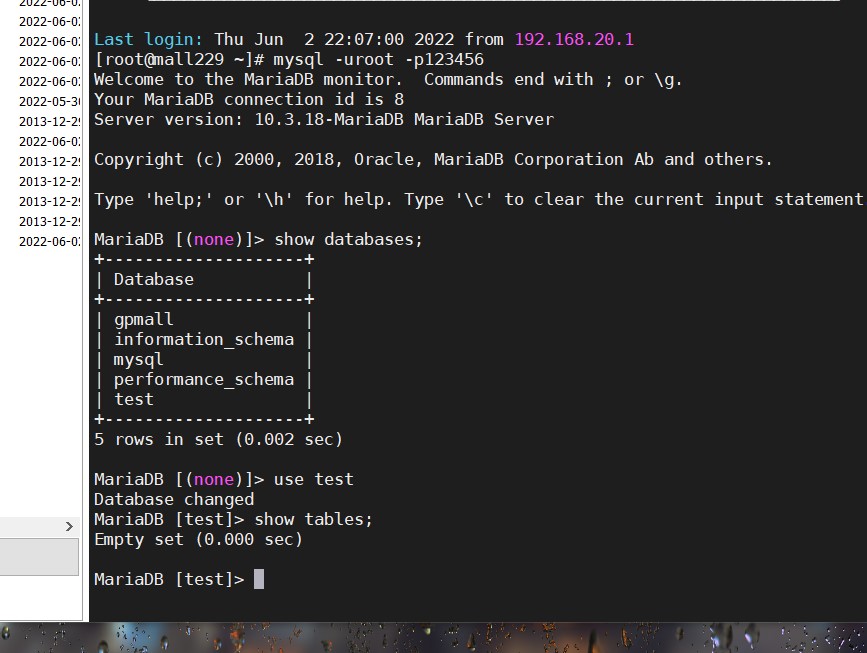 2022-06-0
2022-06-0
2022-06-0
2022-06-0
2022-06-0
2022-05-3
2013-12-2
2022-06-0
2013-12-2
2013-12-2
2013-12-2
2013-12-2
2022-06-0
Last login: Thu Jun  2 22:07:00 2022 from 192.168.20.1
[root@mall229 ~]# mysql -uroot -p123456
Welcome to the MariaDB monitor.  Commands end with ; or \g.
Your MariaDB connection id is 8
Server version: 10.3.18-MariaDB MariaDB Server
Copyright (c) 2000, 2018, Oracle, MariaDB Corporation Ab and others.
Type 'help;' or '\h' for help. Type '\c' to clear the current input statement
MariaDB [(none)]> show databases;
+--------------------+
| Database           |
+--------------------+
| gpmall             |
| information_schema |
| mysql              |
| performance_schema |
| test               |
+--------------------+
5 rows in set (0.002 sec)
MariaDB [(none)]> use test
Database changed
MariaDB [test]> show tables;
Empty set (0.000 sec)
MariaDB [test]>